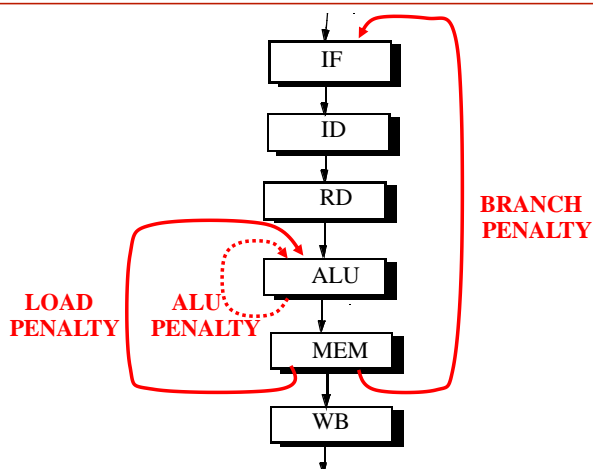 IF
ID
RD
BRANCH
PENALTY
ALU
LOAD
PENALTY
ALU
PENALTY
MEM
WB